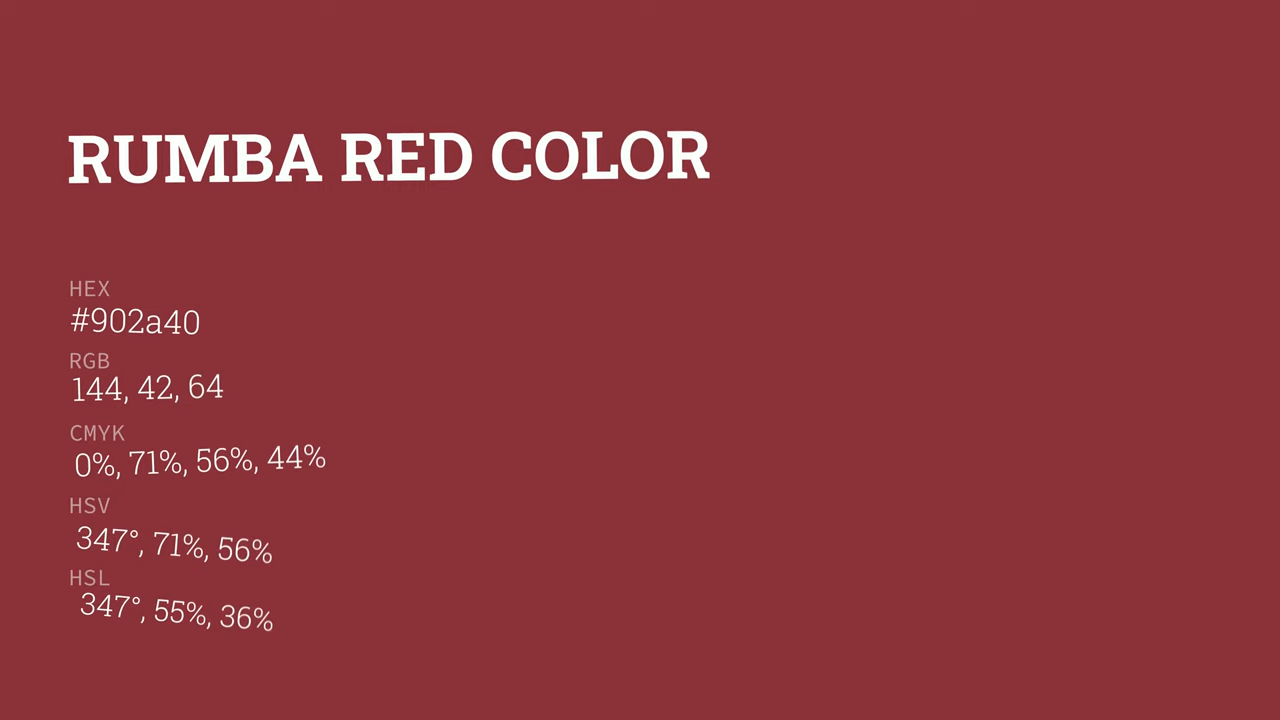 RUMBA RED COLOR
HEX
#902a40
RGB
144, 42, 64
CMYK
0%, 71%, 56%, 44%
HSV
347°, 71%, 56%
HSL
347°, 55%, 36%